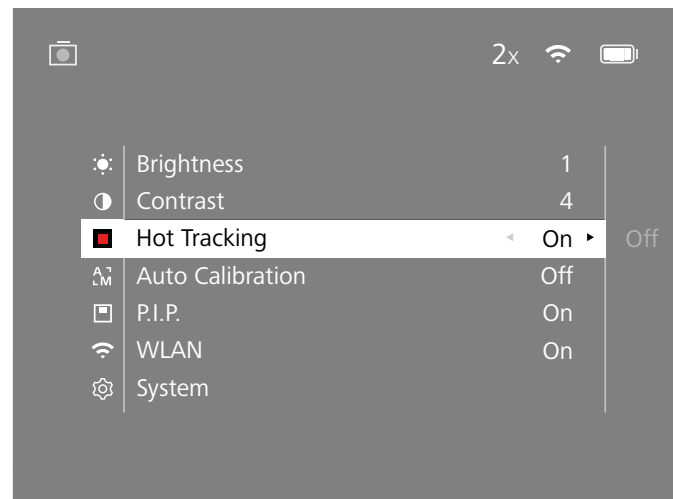 2x
Brightness 1
Contrast 4
Hot Tracking On Off
Auto Calibration Off
P.I.P. On
WLAN On
System